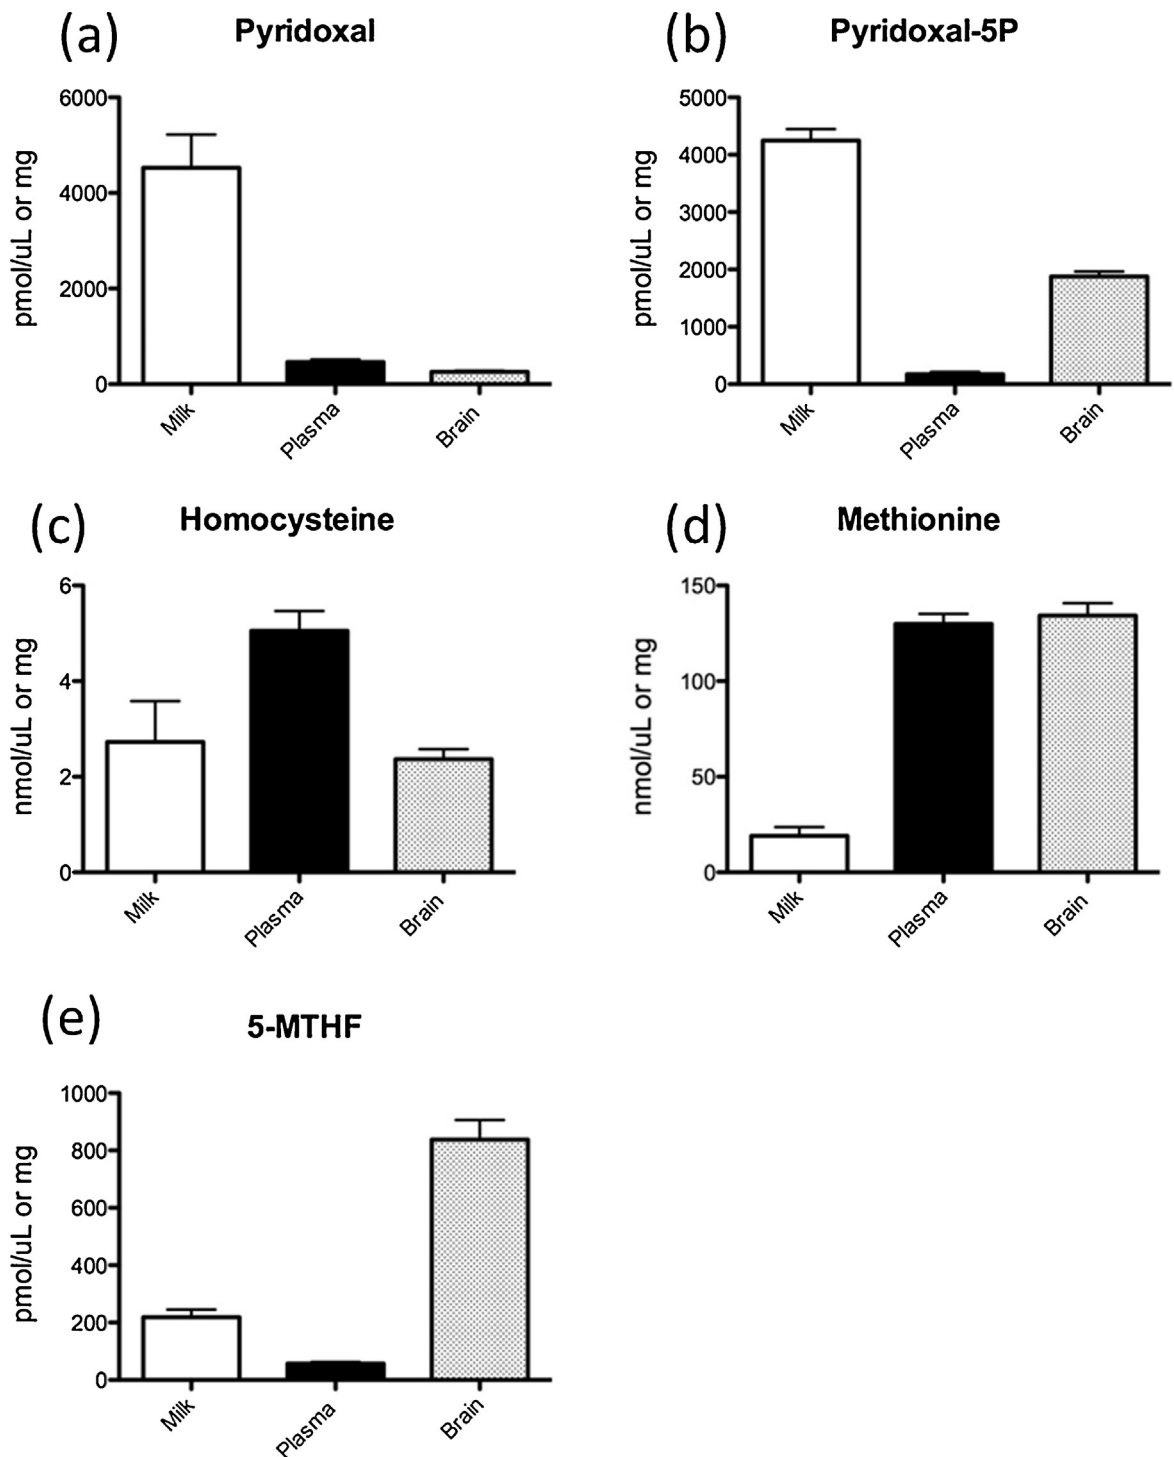 (a) Pyridoxal
pmol/uL or mg
6000
4000
2000
0
Milk
Plasma
Brain
(b) Pyridoxal-5P
pmol/uL or mg
5000
4000
3000
2000
1000
0
Milk
Plasma
Brain
(c) Homocysteine
nmol/uL or mg
6
4
2
0
Milk
Plasma
Brain
(d) Methionine
nmol/uL or mg
150
100
50
0
Milk
Plasma
Brain
(e) 5-MTHF
pmol/uL or mg
1000
800
600
400
200
0
Milk
Plasma
Brain